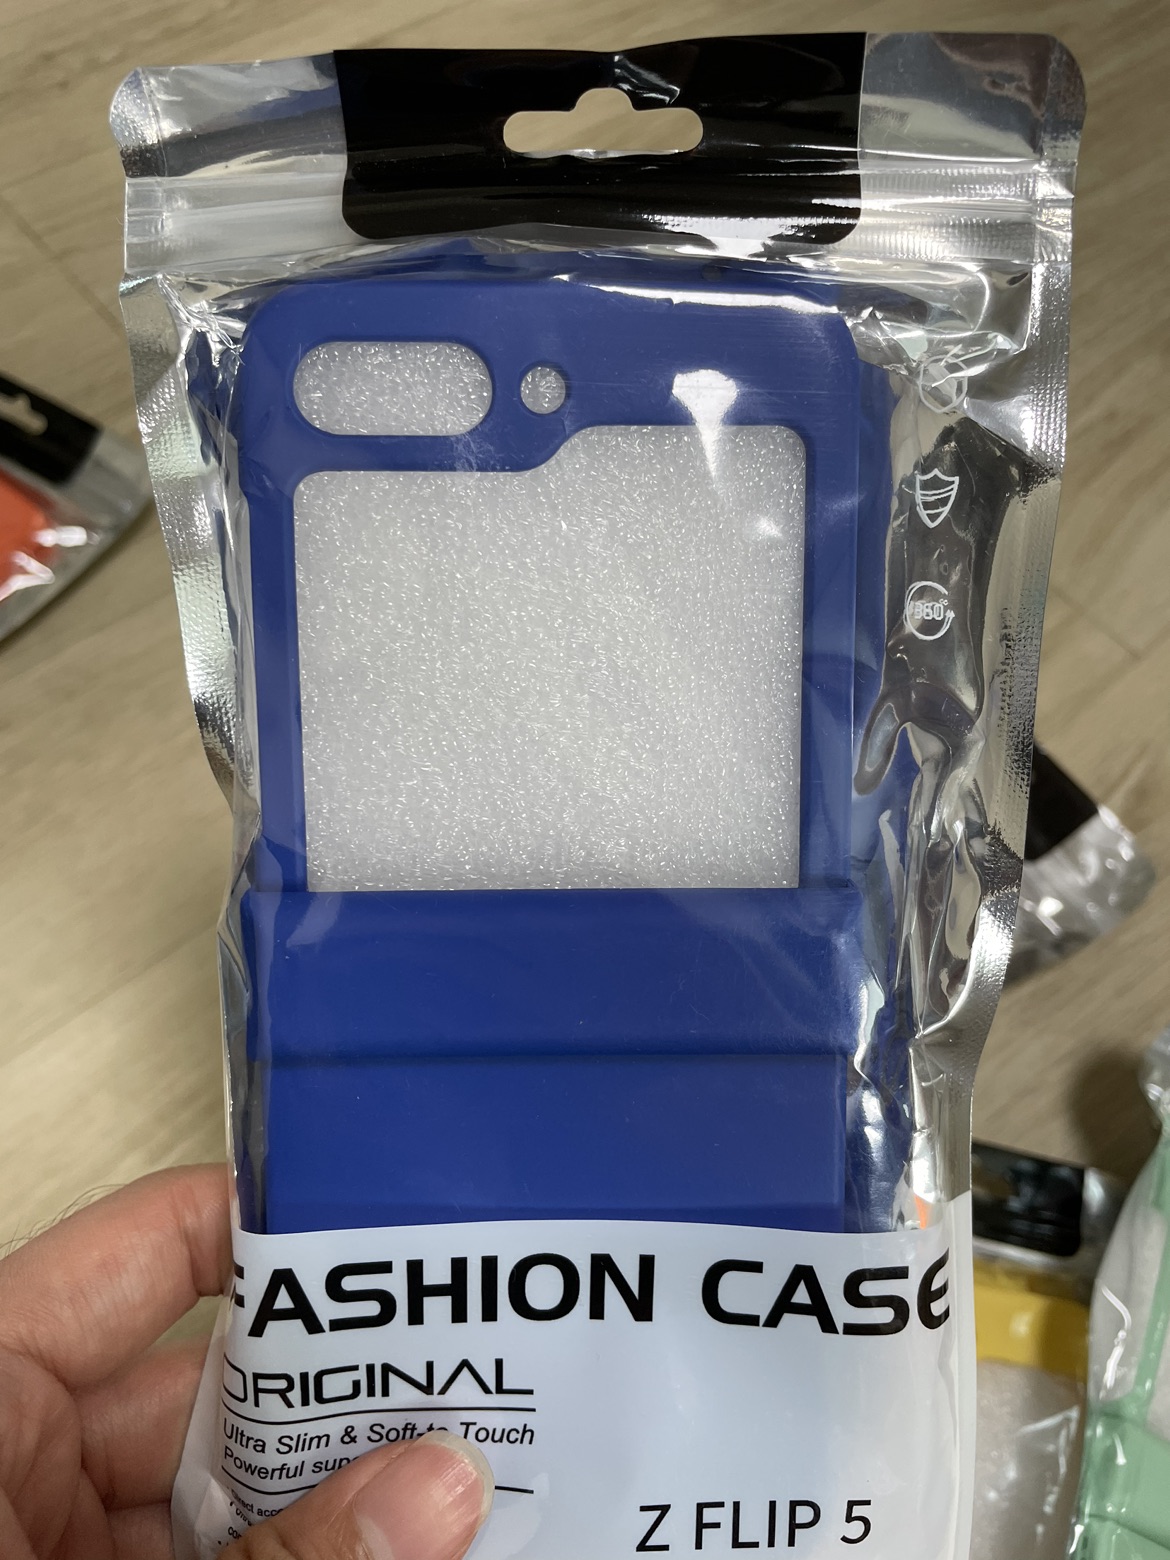 360°
FASHION CASE
ORIGINAL
Ultra Slim & Soft-to Touch
Powerful
Z FLIP 5